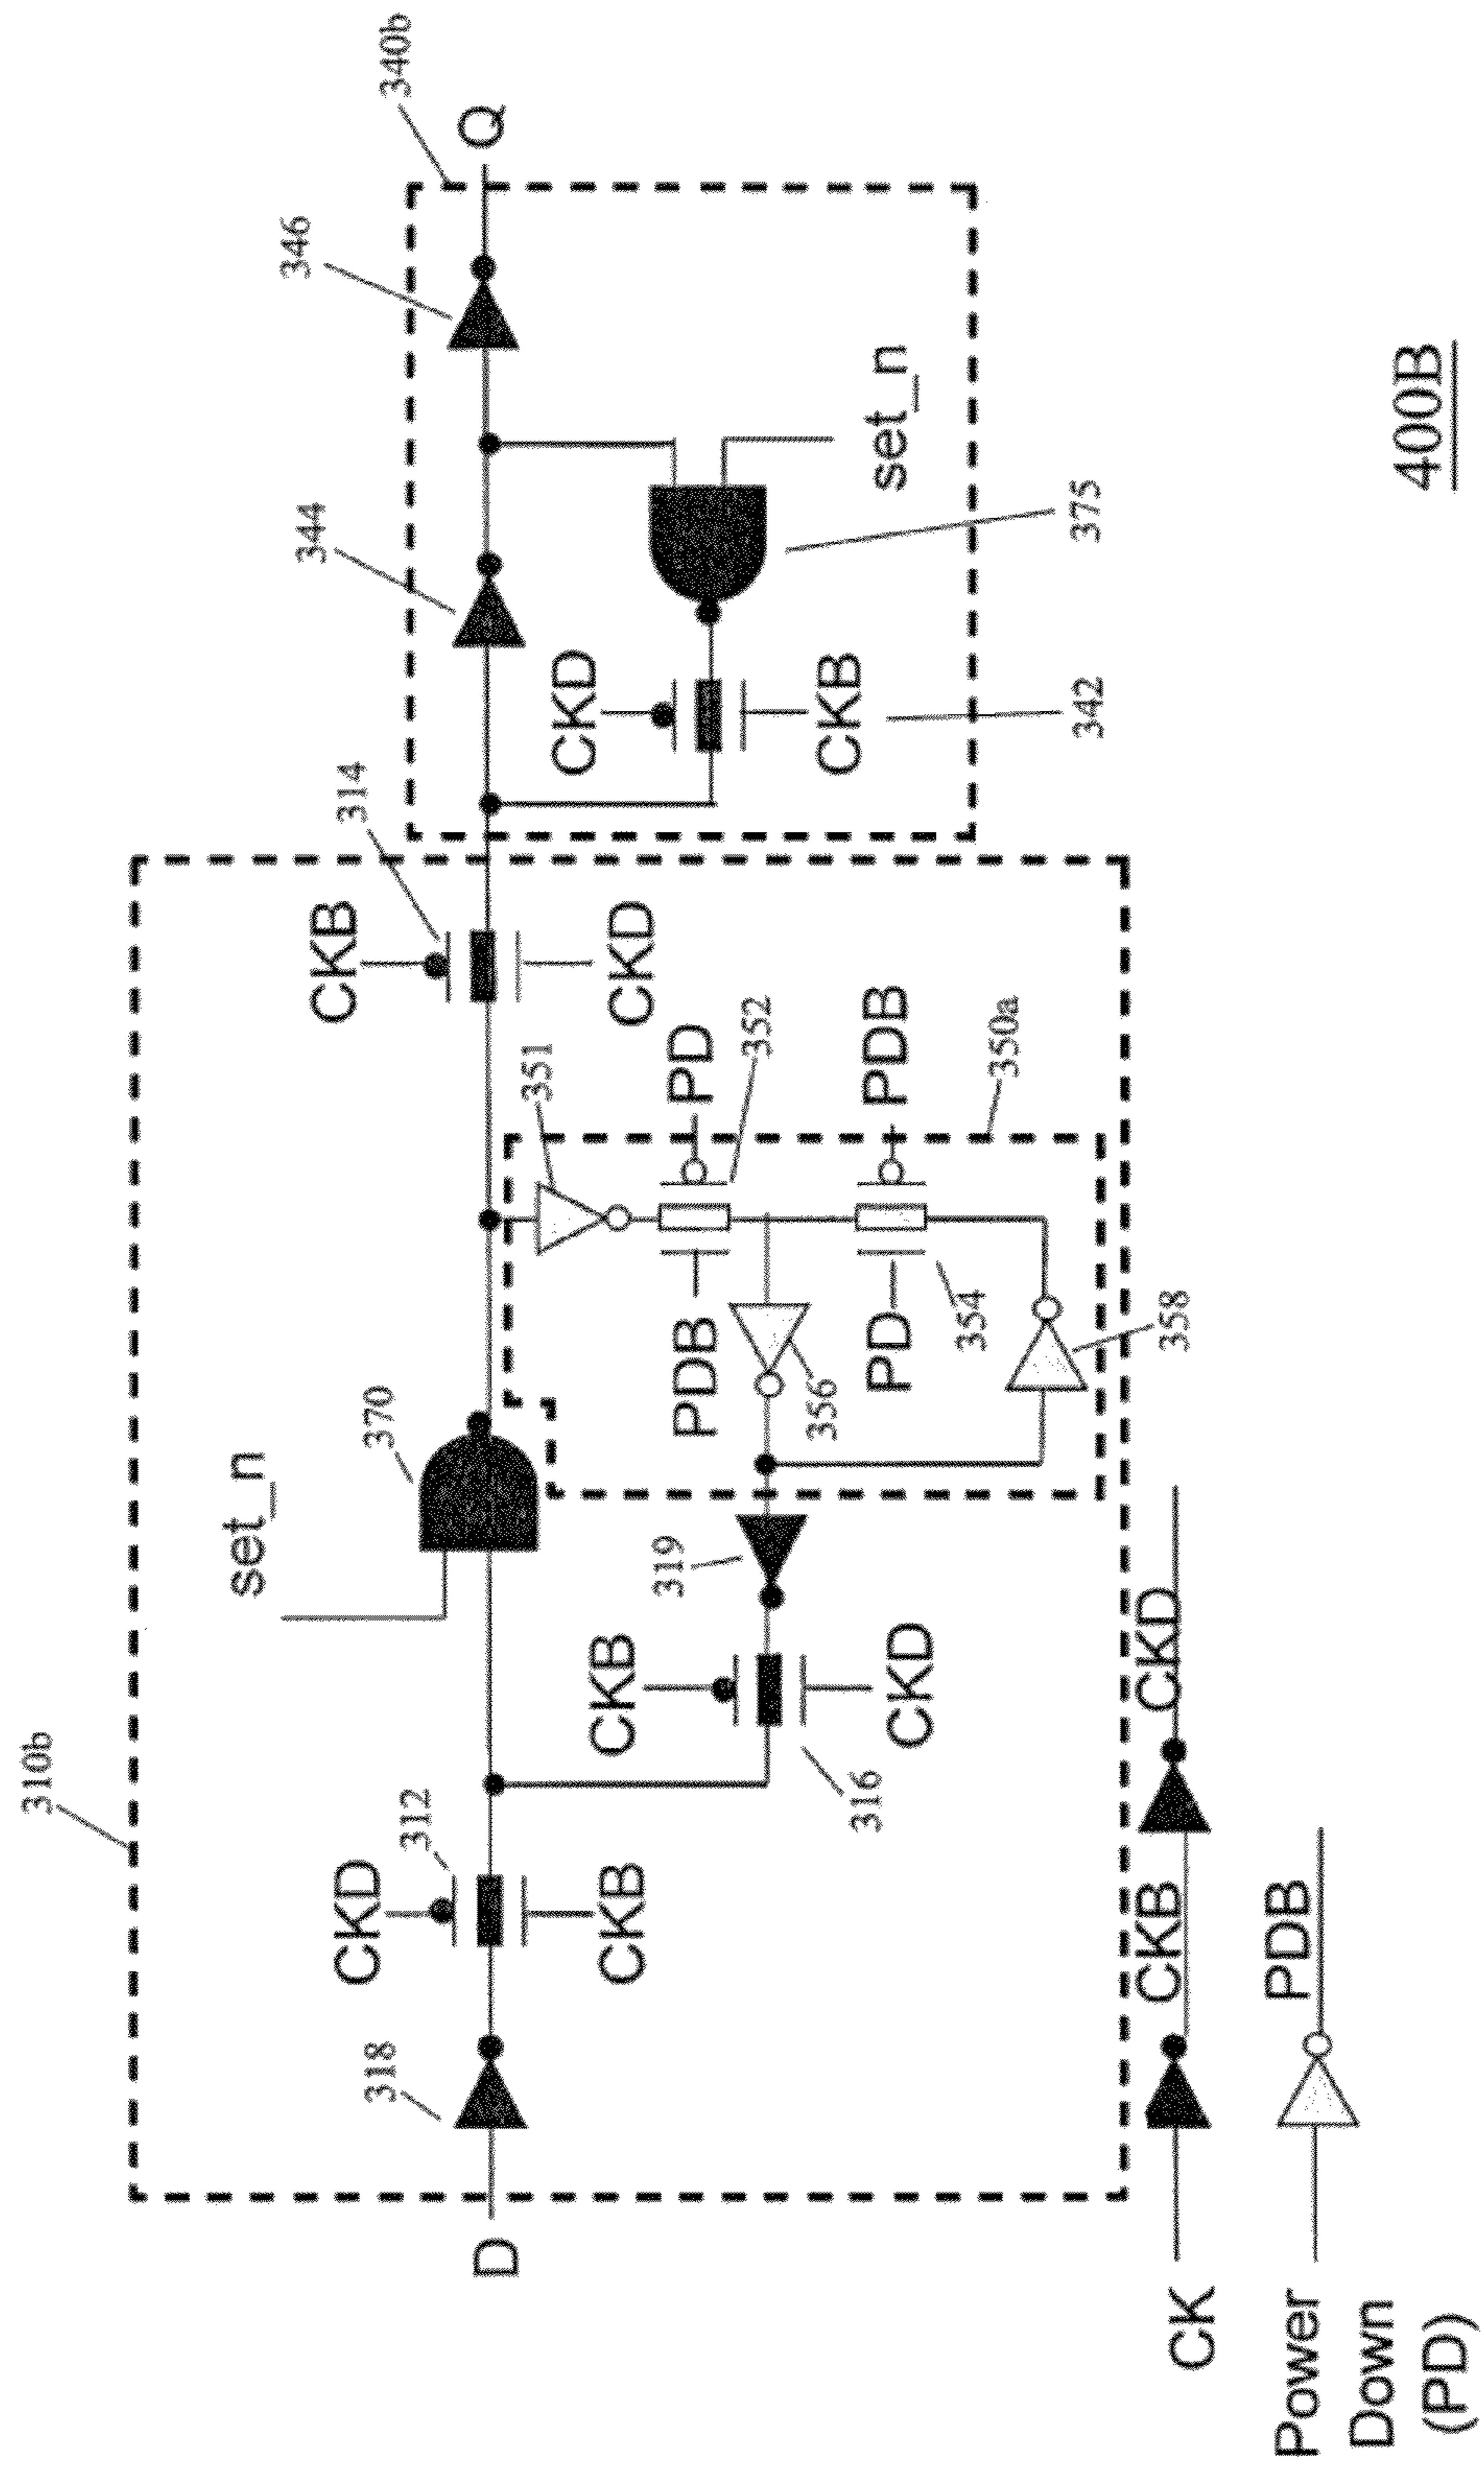 310b
set_n
370
CKB
314
344
346
340b
318
CKD
312
CKB
CKD
351
Q
D
CKB
319
PDB
PD
352
CKD
CKB
342
375
set_n
316
CKD
356
PD
354
PDB
350a
358
CK
CKB
CKD
Power
Down
(PD)
PDB
400B